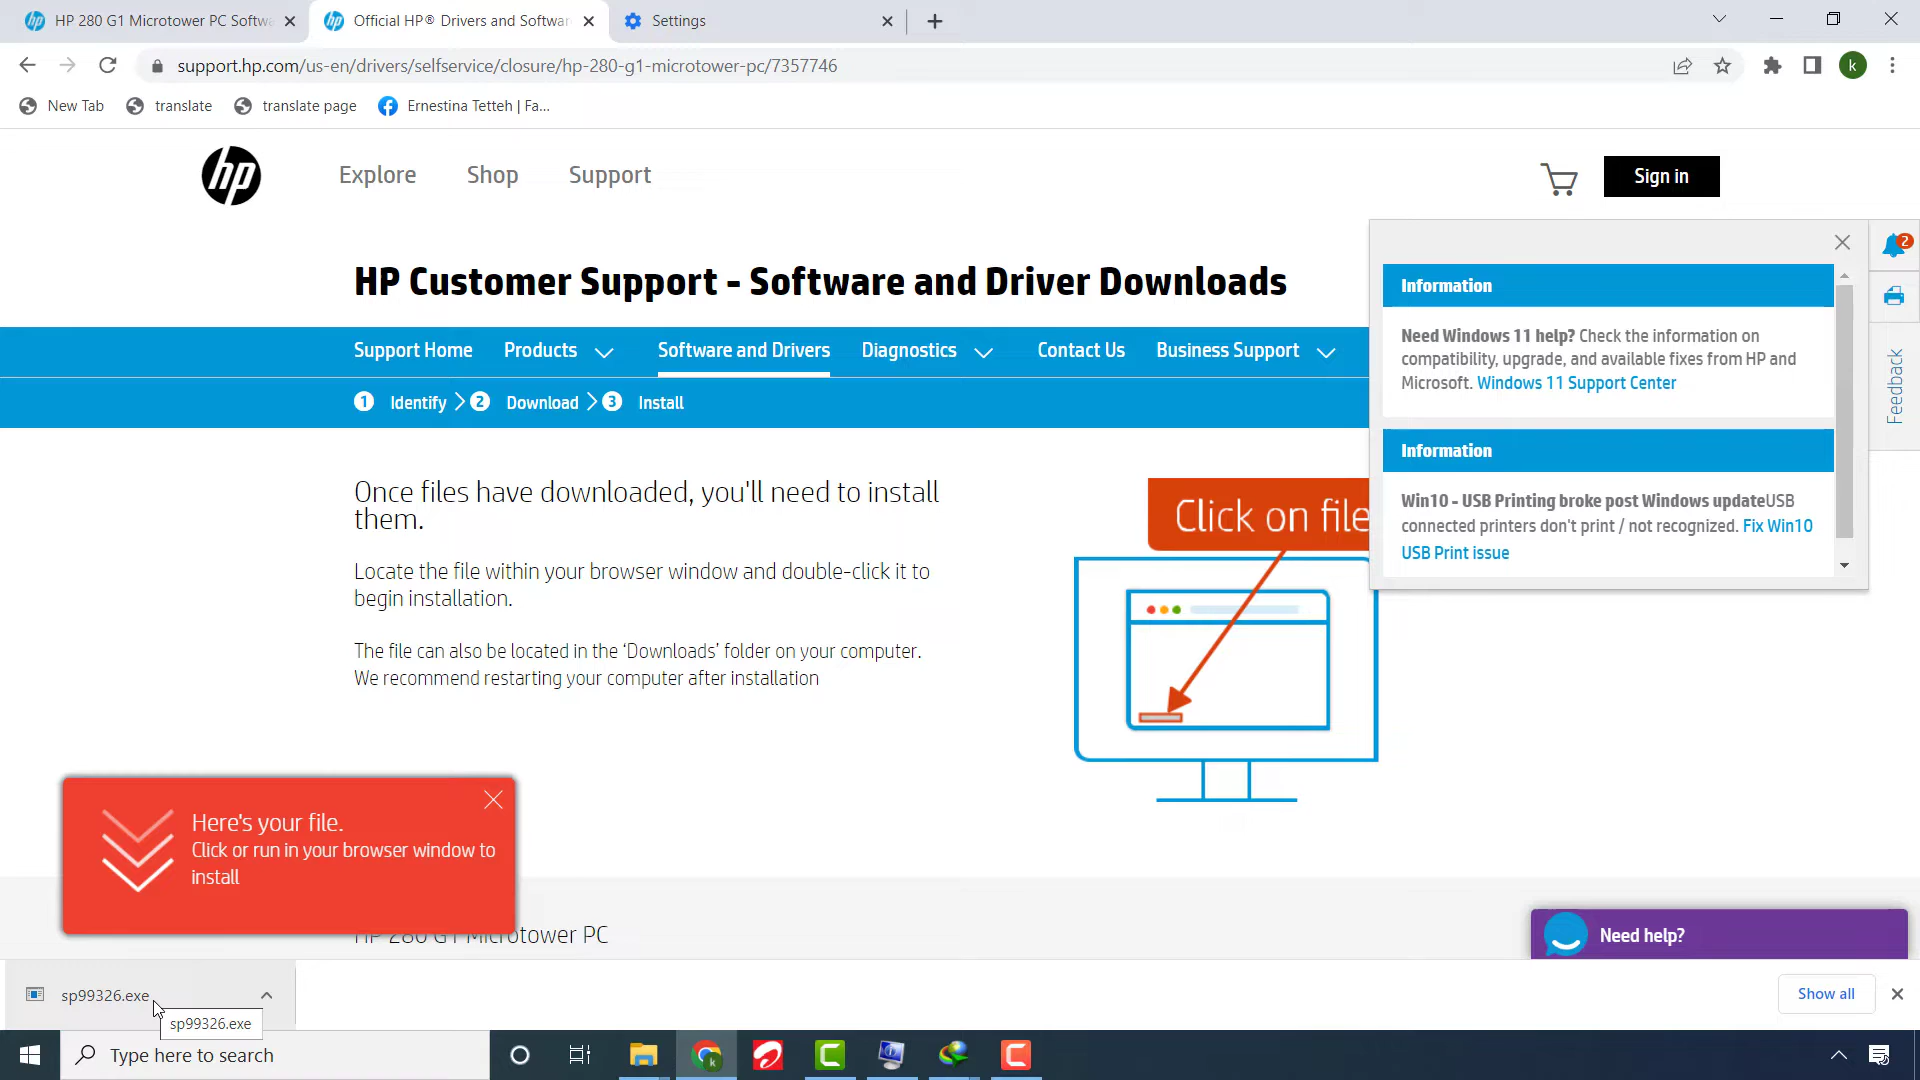 HP 280 G1 Microtower PC Softwa
Official HP® Drivers and Softwar
Settings
support.hp.com/us-en/drivers/selfservice/closure/hp-280-g1-microtower-pc/7357746
k
New Tab
translate
translate page
Ernestina Tetteh | Fa...
hp
Explore
Shop
Support
Sign in
HP Customer Support - Software and Driver Downloads
Support Home
Products
Software and Drivers
Diagnostics
Contact Us
Business Support
1 Identify
2 Download
3 Install
2
Feedback
Information
Need Windows 11 help? Check the information on
compatibility, upgrade, and available fixes from HP and
Microsoft. Windows 11 Support Center
Information
Win10 - USB Printing broke post Windows updateUSB
connected printers don't print / not recognized. Fix Win10
USB Print issue
Once files have downloaded, you'll need to install
them.
Locate the file within your browser window and double-click it to
begin installation.
The file can also be located in the ‘Downloads’ folder on your computer.
We recommend restarting your computer after installation
Click on file
Here's your file.
Click or run in your browser window to
install
HP 280 G1 Microtower PC
Need help?
sp99326.exe
sp99326.exe
Show all
Type here to search